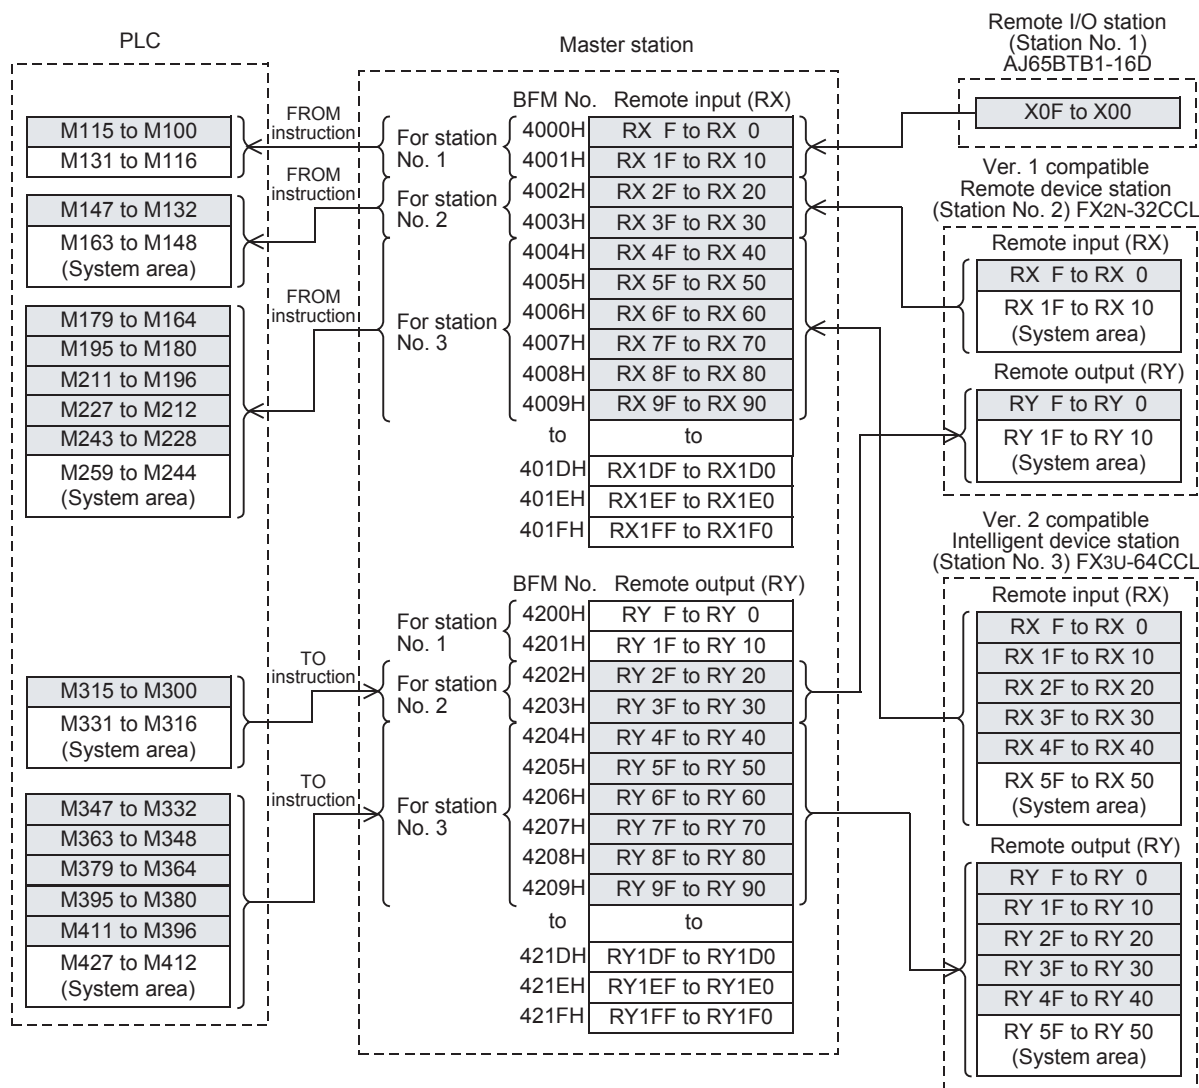 PLC
M115 to M100
M131 to M116
M147 to M132
M163 to M148
(System area)
M179 to M164
M195 to M180
M211 to M196
M227 to M212
M243 to M228
M259 to M244
(System area)
M315 to M300
M331 to M316
(System area)
M347 to M332
M363 to M348
M379 to M364
M395 to M380
M411 to M396
M427 to M412
(System area)
FROM
instruction
FROM
instruction
FROM
instruction
TO
instruction
TO
instruction
Master station
BFM No. Remote input (RX)
For station
No. 1
For station
No. 2
For station
No. 3
4000H RX F to RX 0
4001H RX 1F to RX 10
4002H RX 2F to RX 20
4003H RX 3F to RX 30
4004H RX 4F to RX 40
4005H RX 5F to RX 50
4006H RX 6F to RX 60
4007H RX 7F to RX 70
4008H RX 8F to RX 80
4009H RX 9F to RX 90
to to
401DH RX1DF to RX1D0
401EH RX1EF to RX1E0
401FH RX1FF to RX1F0
BFM No. Remote output (RY)
For station
No. 1
For station
No. 2
For station
No. 3
4200H RY F to RY 0
4201H RY 1F to RY 10
4202H RY 2F to RY 20
4203H RY 3F to RY 30
4204H RY 4F to RY 40
4205H RY 5F to RY 50
4206H RY 6F to RY 60
4207H RY 7F to RY 70
4208H RY 8F to RY 80
4209H RY 9F to RY 90
to to
421DH RY1DF to RY1D0
421EH RY1EF to RY1E0
421FH RY1FF to RY1F0
Remote I/O station
(Station No. 1)
AJ65BTB1-16D
X0F to X00
Ver. 1 compatible
Remote device station
(Station No. 2) FX2N-32CCL
Remote input (RX)
RX F to RX 0
RX 1F to RX 10
(System area)
Remote output (RY)
RY F to RY 0
RY 1F to RY 10
(System area)
Ver. 2 compatible
Intelligent device station
(Station No. 3) FX3U-64CCL
Remote input (RX)
RX F to RX 0
RX 1F to RX 10
RX 2F to RX 20
RX 3F to RX 30
RX 4F to RX 40
RX 5F to RX 50
(System area)
Remote output (RY)
RY F to RY 0
RY 1F to RY 10
RY 2F to RY 20
RY 3F to RY 30
RY 4F to RY 40
RY 5F to RY 50
(System area)